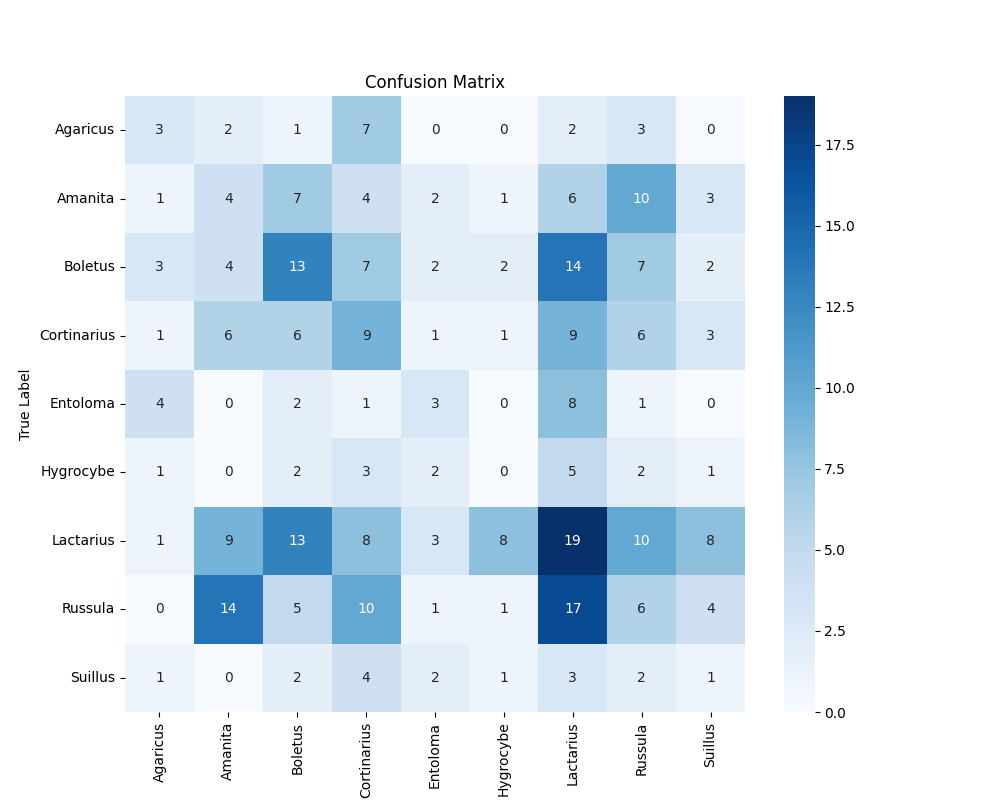 Confusion Matrix
True Label
Agaricus 3 2 1 7 0 0 2 3 0
Amanita 1 4 7 4 2 1 6 10 3
Boletus 3 4 13 7 2 2 14 7 2
Cortinarius 1 6 6 9 1 1 9 6 3
Entoloma 4 0 2 1 3 0 8 1 0
Hygrocybe 1 0 2 3 2 0 5 2 1
Lactarius 1 9 13 8 3 8 19 10 8
Russula 0 14 5 10 1 1 17 6 4
Suillus 1 0 2 4 2 1 3 2 1
Agaricus Amanita Boletus Cortinarius Entoloma Hygrocybe Lactarius Russula Suillus
17.5
15.0
12.5
10.0
7.5
5.0
2.5
0.0